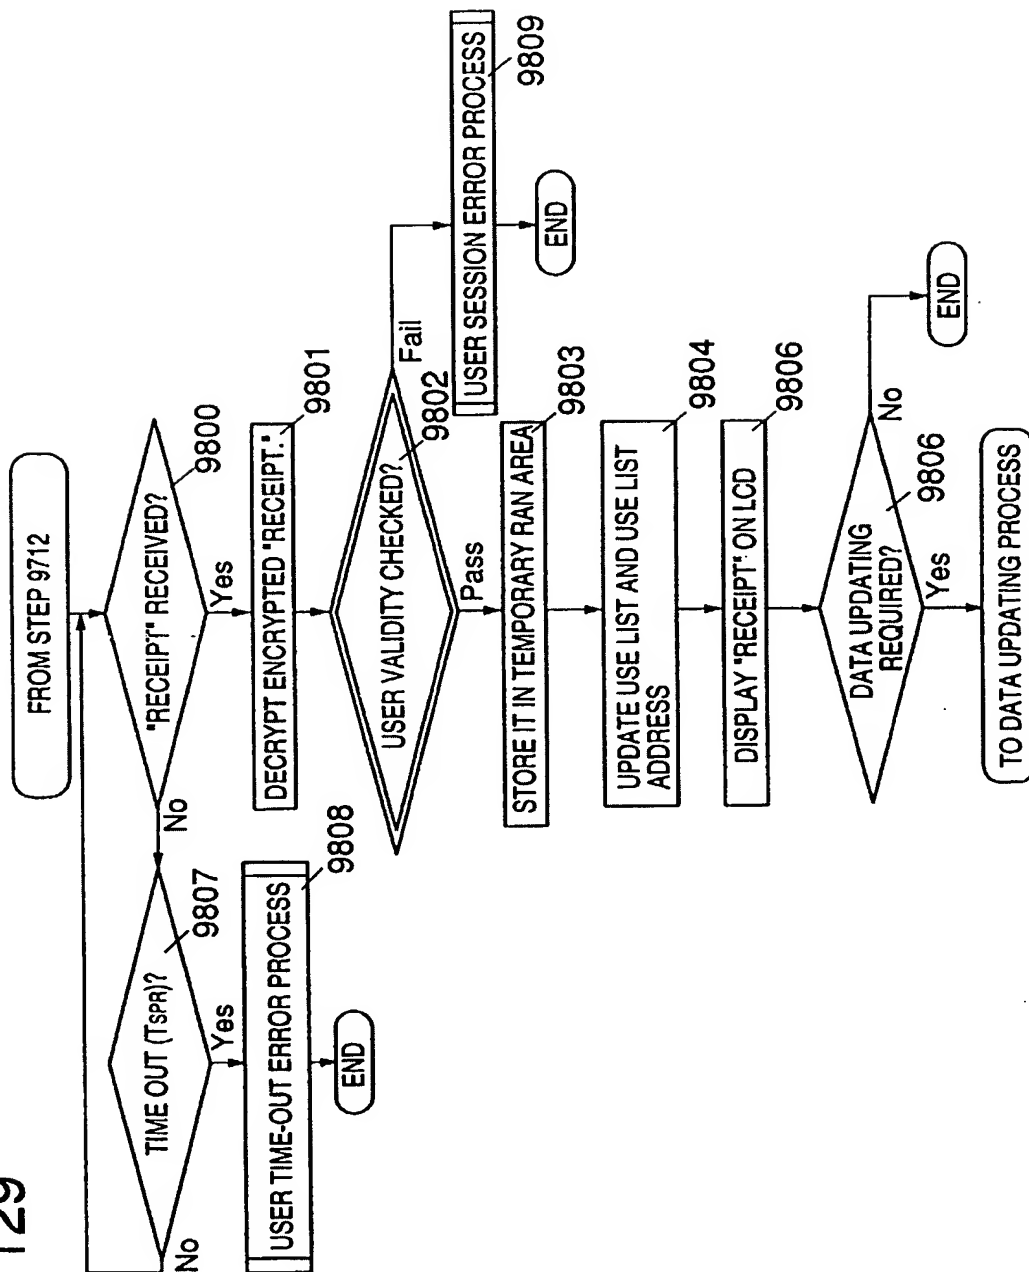 129
FROM STEP 9712
"RECEIPT" RECEIVED?
9800
No
Yes
TIME OUT (TSPR)?
9807
No
Yes
USER TIME-OUT ERROR PROCESS
9808
END
DECRYPT ENCRYPTED "RECEIPT."
9801
USER VALIDITY CHECKED?
9802
Fail
Pass
USER SESSION ERROR PROCESS
9809
END
STORE IT IN TEMPORARY RAN AREA
9803
UPDATE USE LIST AND USE LIST
ADDRESS
9804
DISPLAY "RECEIPT" ON LCD
9806
DATA UPDATING
REQUIRED?
9806
No
Yes
END
TO DATA UPDATING PROCESS